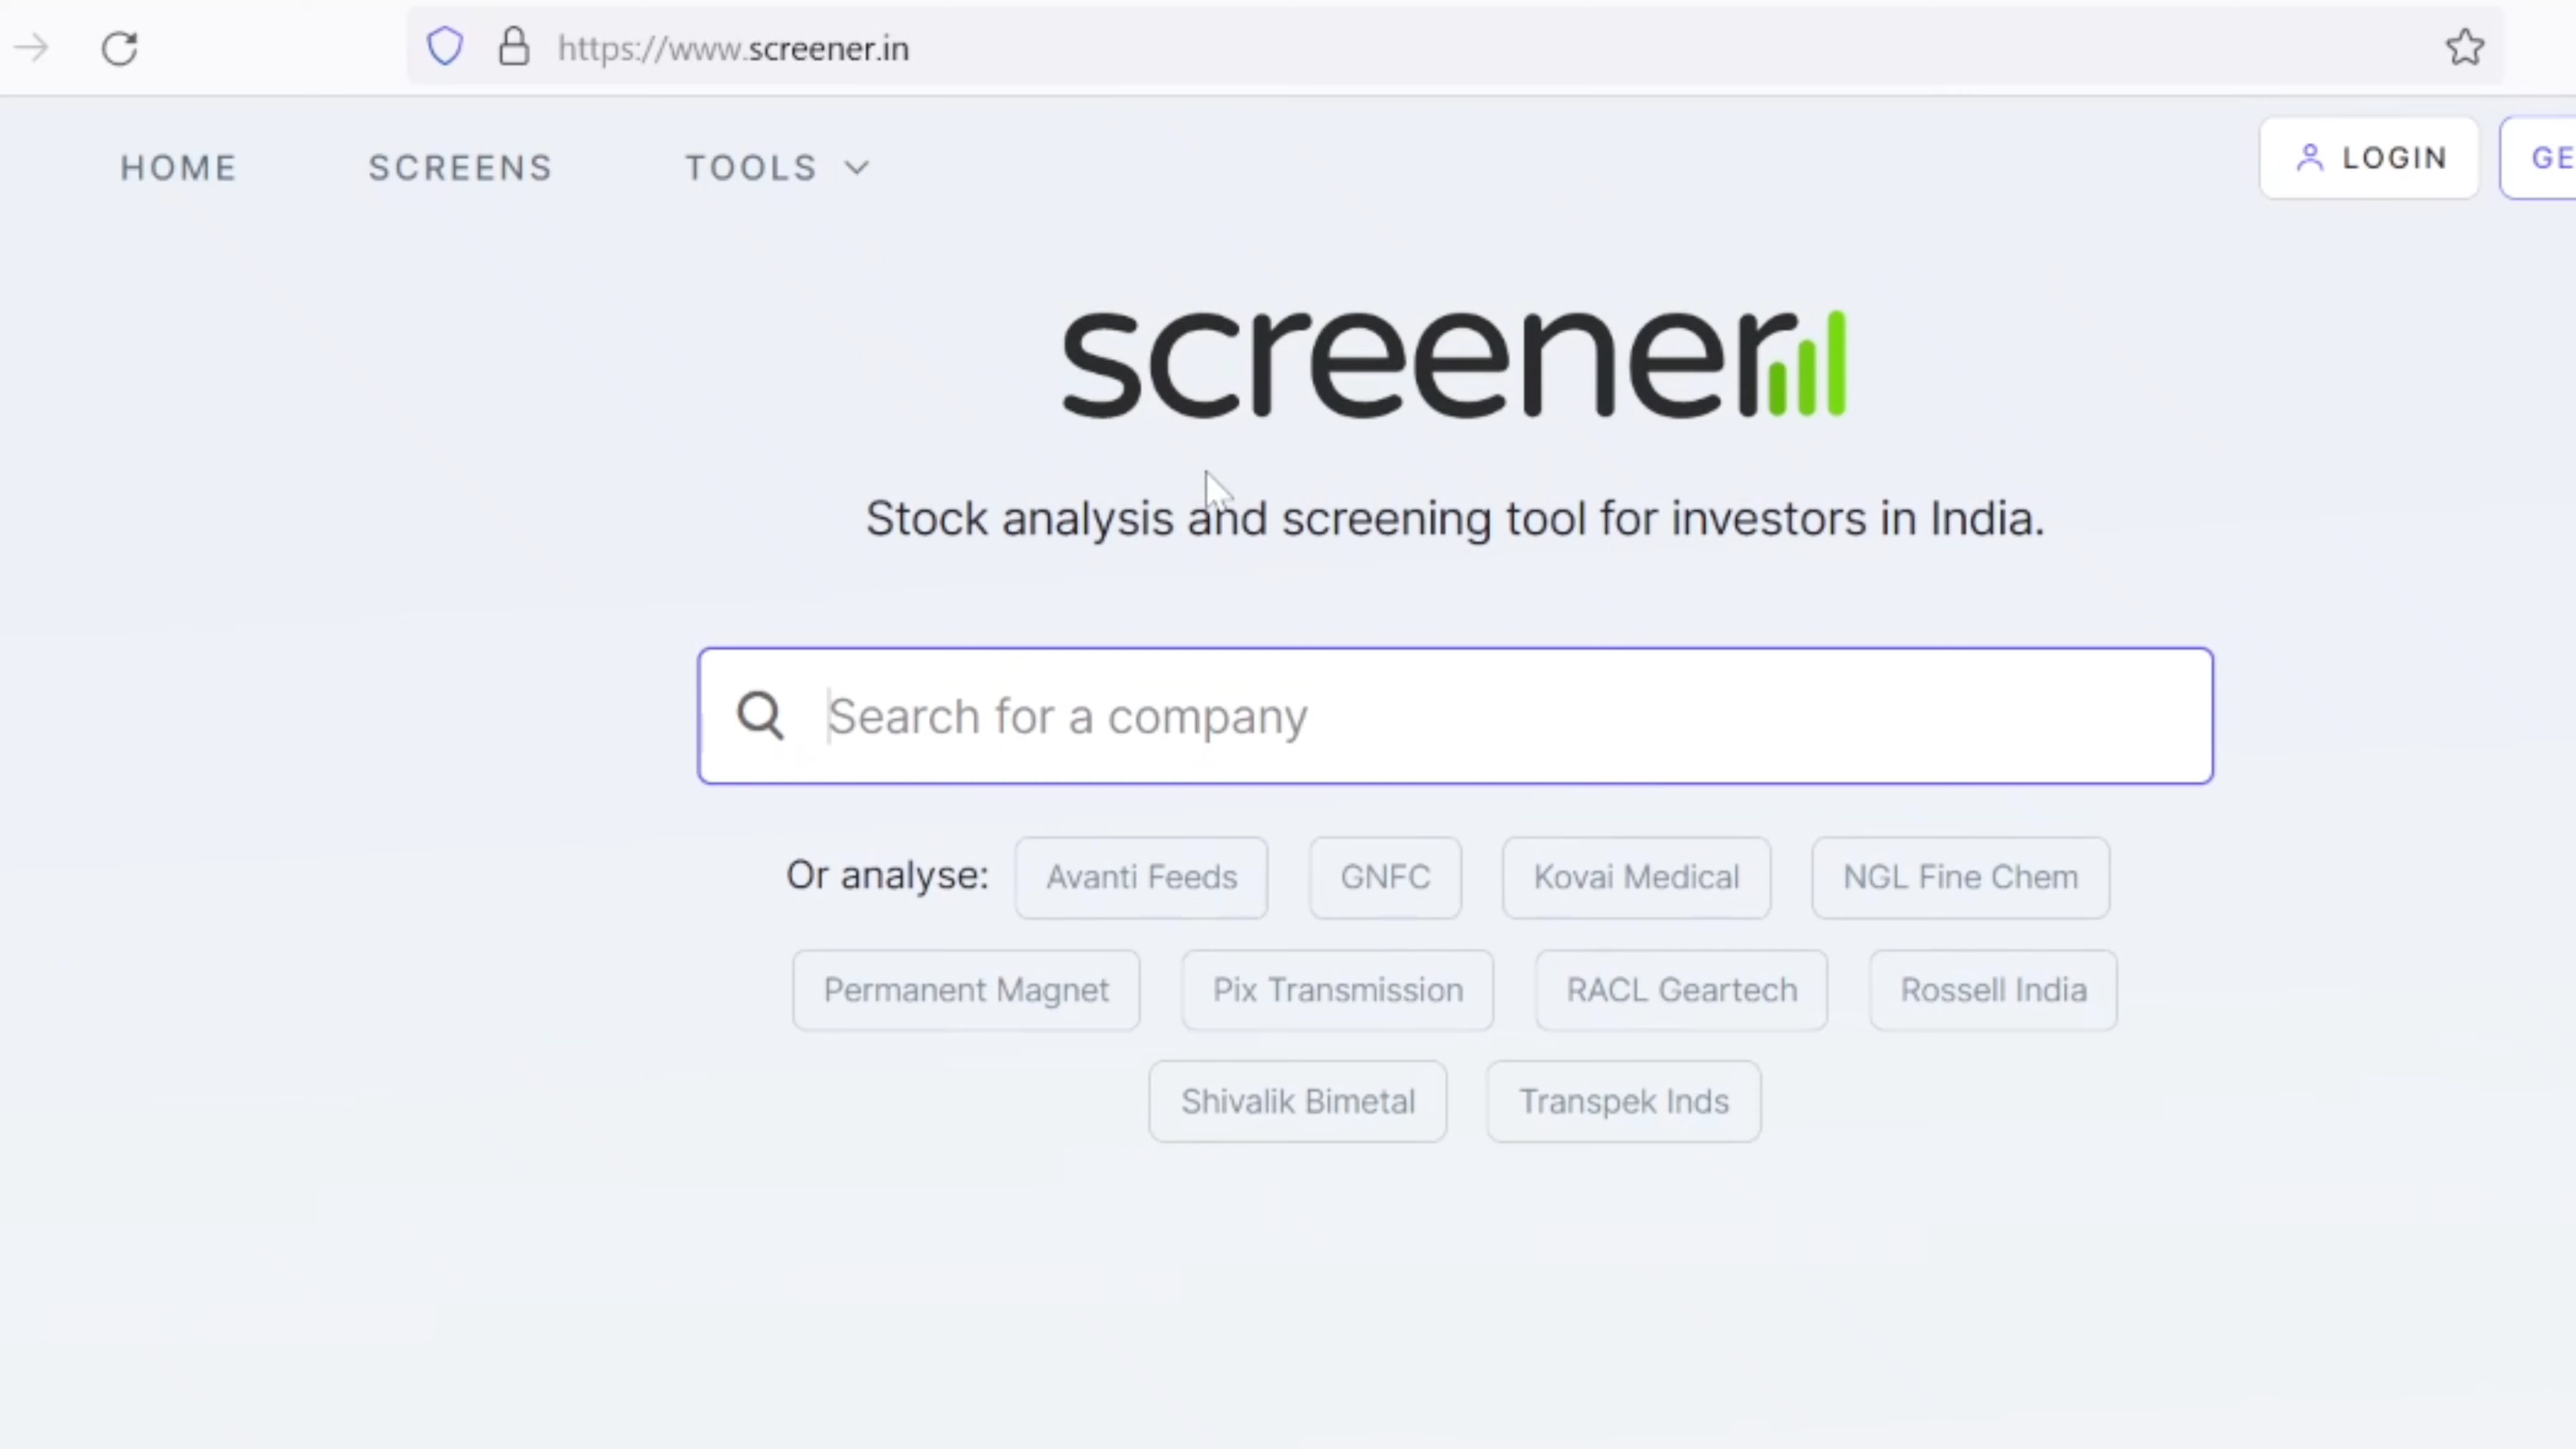 https://www.screener.in
HOME SCREENS TOOLS LOGIN GE
screener
Stock analysis and screening tool for investors in India.
Search for a company
Or analyse: Avanti Feeds GNFC Kovai Medical NGL Fine Chem
Permanent Magnet Pix Transmission RACL Geartech Rossell India
Shivalik Bimetal Transpek Inds